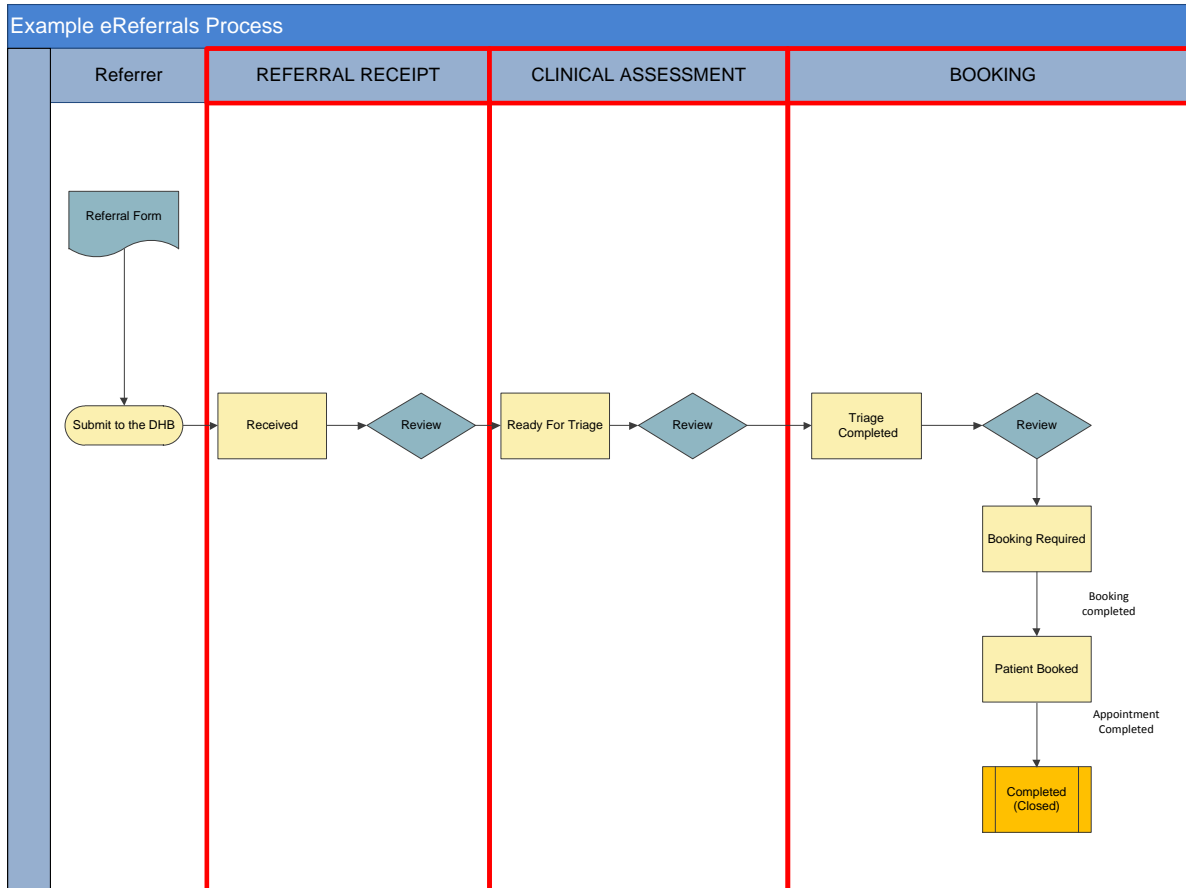 Example eReferrals Process
Referrer
REFERRAL RECEIPT
CLINICAL ASSESSMENT
BOOKING
Referral Form
Submit to the DHB
Received
Review
Ready For Triage
Review
Triage
Completed
Review
Booking Required
Booking
completed
Patient Booked
Appointment
Completed
Completed
(Closed)